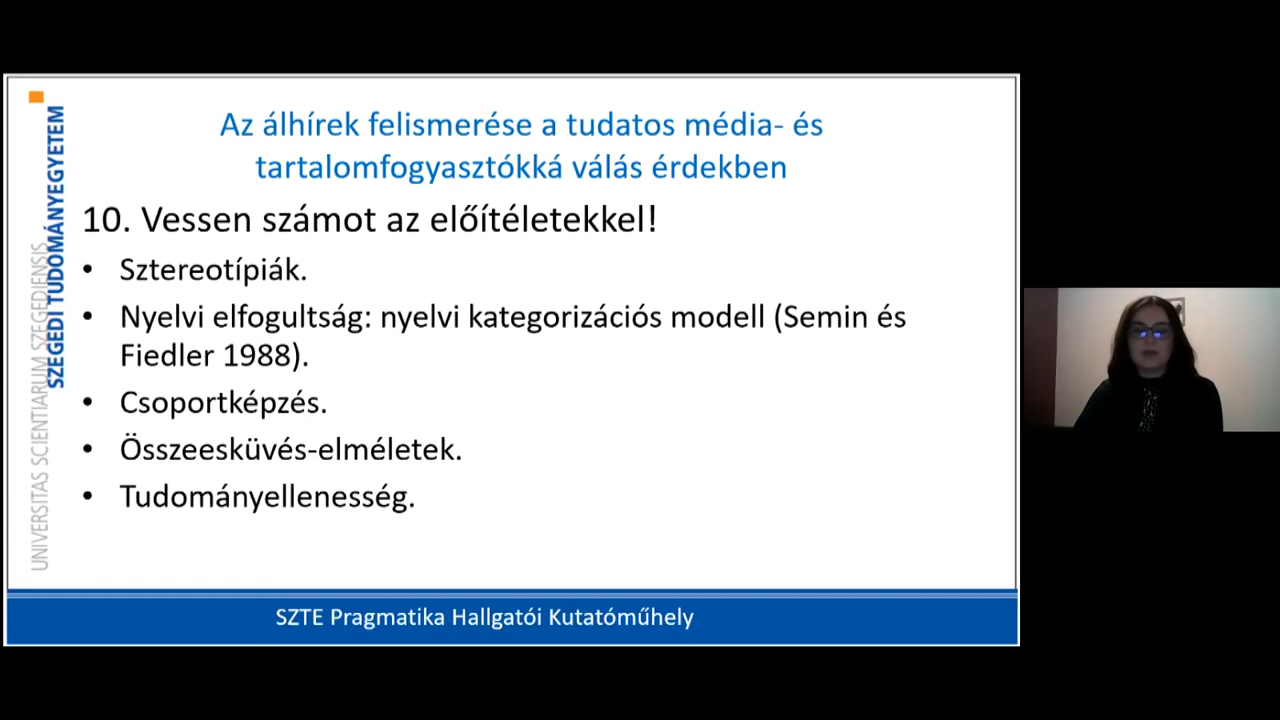 Az álhírek felismerése a tudatos média- és
tartalomfogyasztókká válás érdekben
10. Vessen számot az előítéletekkel!
• Sztereotípiák.
• Nyelvi elfogultság: nyelvi kategorizációs modell (Semin és
Fiedler 1988).
• Csoportképzés.
• Összeesküvés-elméletek.
• Tudományellenesség.
SZTE Pragmatika Hallgatói Kutatóműhely
UNIVERSITAS SCIENTIARUM SZEGEDIENSIS
SZEGEDI TUDOMÁNYEGYETEM